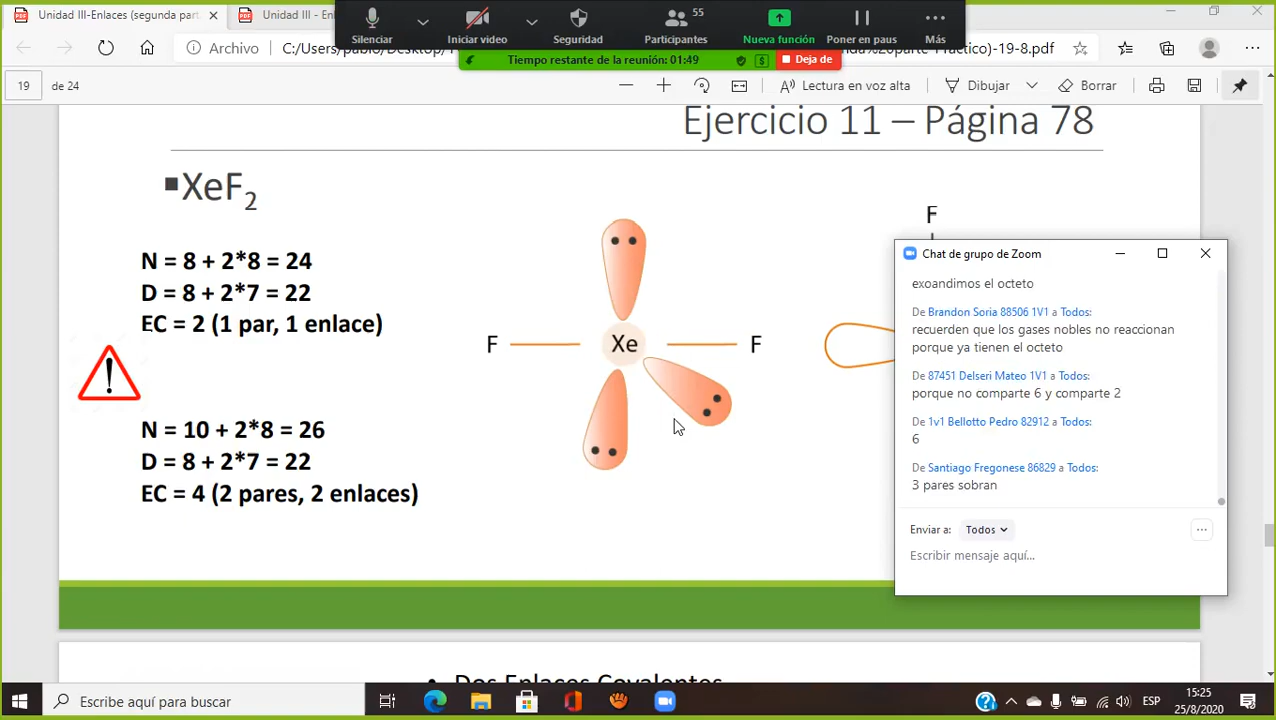 Unidad III-Enlaces (segunda part
Unidad III - En
Silenciar
Iniciar video
Seguridad
55
Participantes
Nueva función
Poner en paus
Más
Archivo
C:/Users/pablo/Desktop/
-19-8.pdf
Tiempo restante de la reunión: 01:49
Deja de
19
de 24
Lectura en voz alta
Dibujar
Borrar
Ejercicio 11 – Página 78
XeF2
N = 8 + 2*8 = 24
D = 8 + 2*7 = 22
EC = 2 (1 par, 1 enlace)
N = 10 + 2*8 = 26
D = 8 + 2*7 = 22
EC = 4 (2 pares, 2 enlaces)
F
Xe
F
F
Chat de grupo de Zoom
exoandimos el octeto
De Brandon Soria 88506 1V1 a Todos:
recuerden que los gases nobles no reaccionan
porque ya tienen el octeto
De 87451 Delseri Mateo 1V1 a Todos:
porque no comparte 6 y comparte 2
De 1v1 Bellotto Pedro 82912 a Todos:
6
De Santiago Fregonese 86829 a Todos:
3 pares sobran
Enviar a: Todos
Escribir mensaje aquí...
Dos Enlaces Covalentes
Escribe aquí para buscar
ESP
15:25
25/8/2020